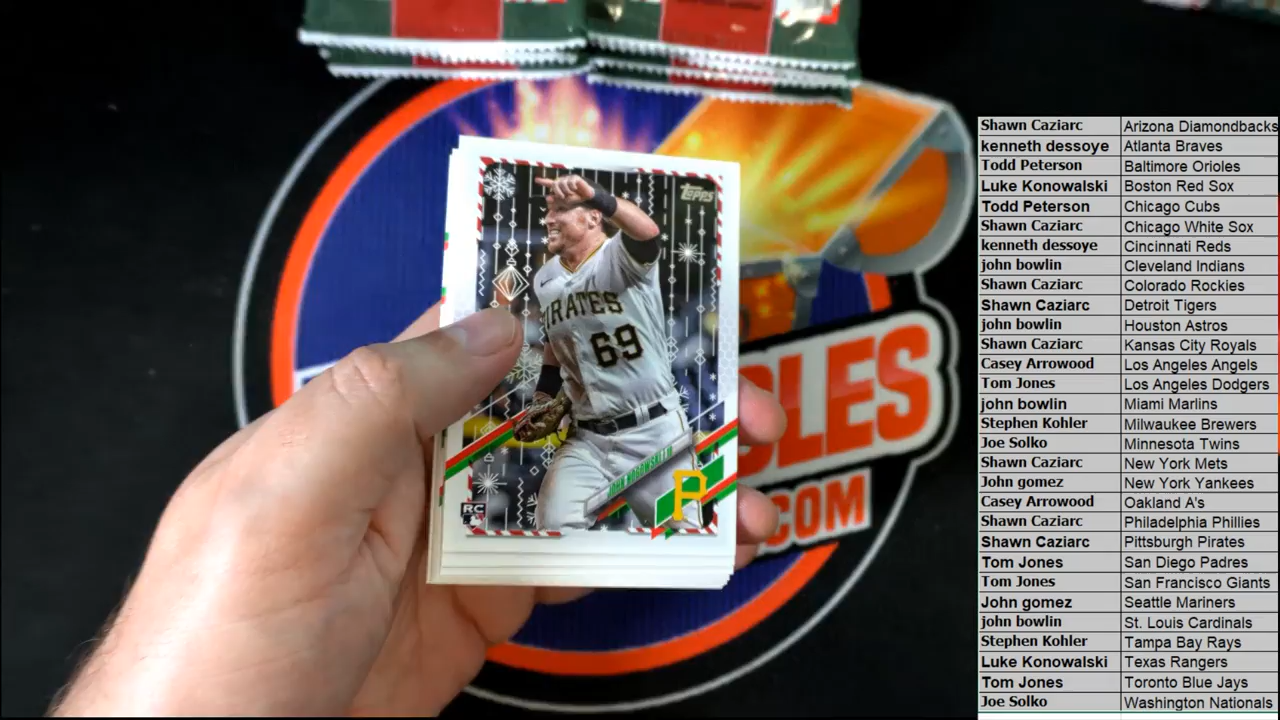 TOPPS
PIRATES
69
RC
P
.COM
Shawn Caziarc Arizona Diamondbacks
kenneth dessoye Atlanta Braves
Todd Peterson Baltimore Orioles
Luke Konowalski Boston Red Sox
Todd Peterson Chicago Cubs
Shawn Caziarc Chicago White Sox
kenneth dessoye Cincinnati Reds
john bowlin Cleveland Indians
Shawn Caziarc Colorado Rockies
Shawn Caziarc Detroit Tigers
john bowlin Houston Astros
Shawn Caziarc Kansas City Royals
Casey Arrowood Los Angeles Angels
Tom Jones Los Angeles Dodgers
john bowlin Miami Marlins
Stephen Kohler Milwaukee Brewers
Joe Solko Minnesota Twins
Shawn Caziarc New York Mets
John gomez New York Yankees
Casey Arrowood Oakland A's
Shawn Caziarc Philadelphia Phillies
Shawn Caziarc Pittsburgh Pirates
Tom Jones San Diego Padres
Tom Jones San Francisco Giants
John gomez Seattle Mariners
john bowlin St. Louis Cardinals
Stephen Kohler Tampa Bay Rays
Luke Konowalski Texas Rangers
Tom Jones Toronto Blue Jays
Joe Solko Washington Nationals